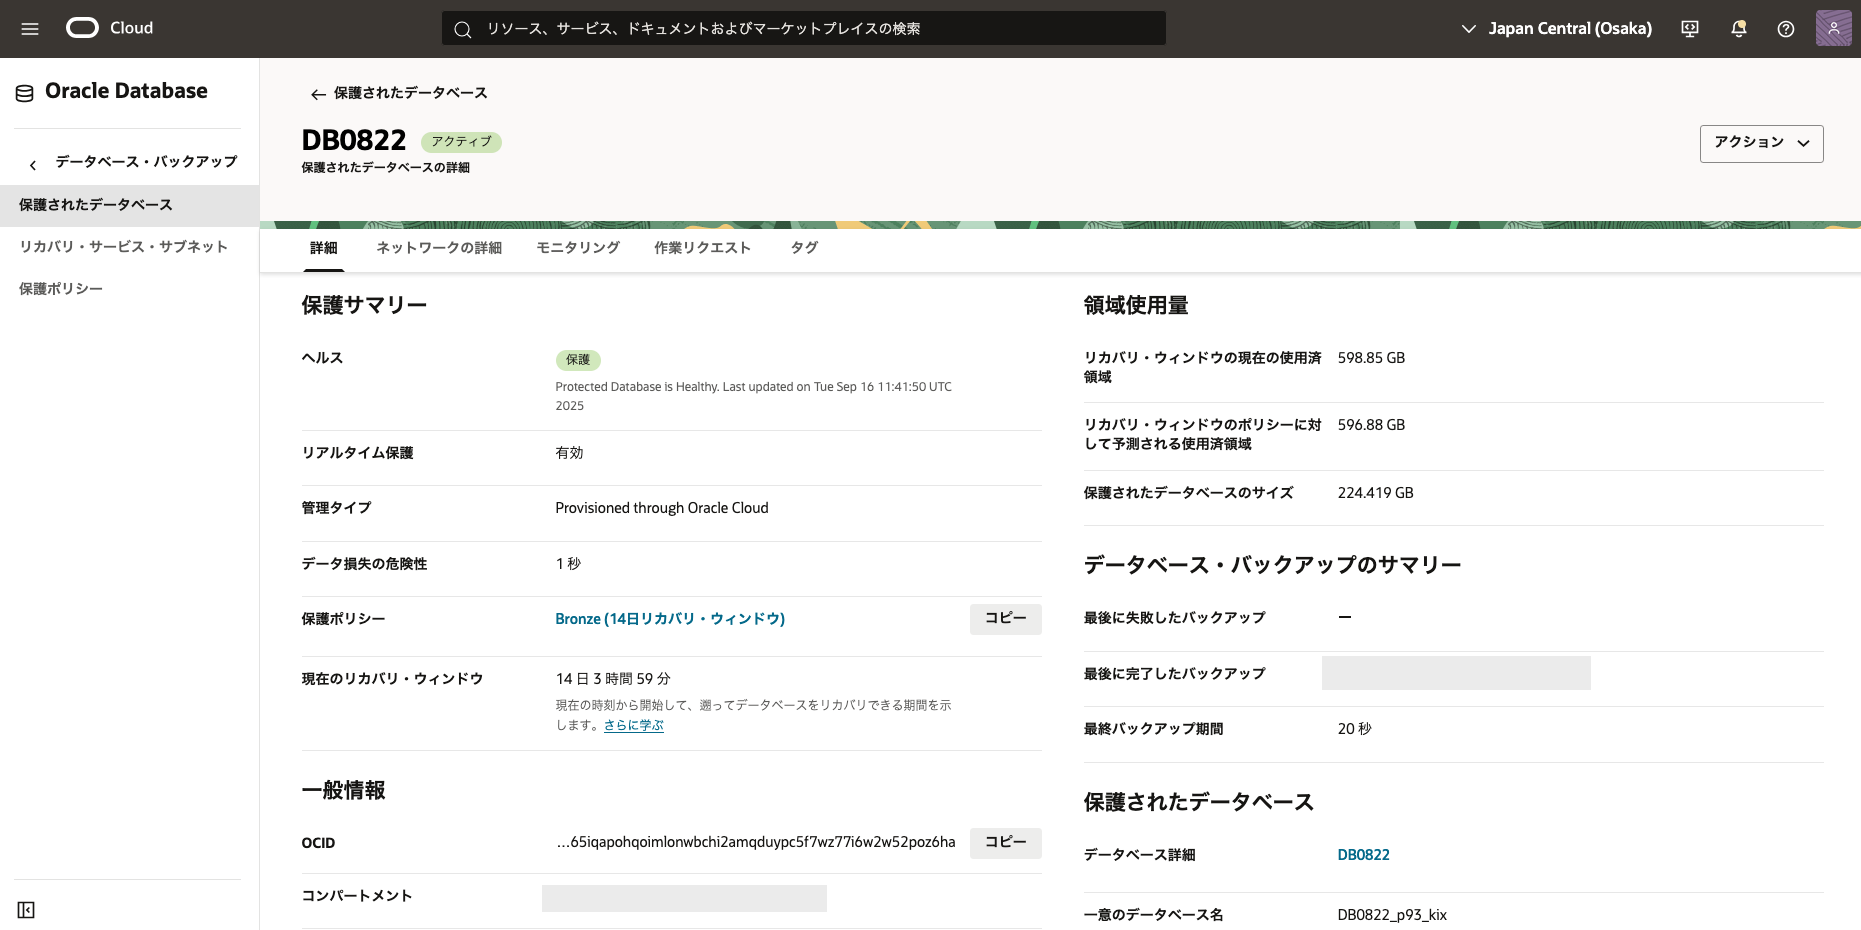 Cloud
リソース、サービス、ドキュメントおよびマーケットプレイスの検索
Japan Central (Osaka)
Oracle Database
データベース・バックアップ
保護されたデータベース
リカバリ・サービス・サブネット
保護ポリシー
保護されたデータベース
DB0822
アクティブ
保護されたデータベースの詳細
アクション
詳細
ネットワークの詳細
モニタリング
作業リクエスト
タグ
保護サマリー
ヘルス
保護
Protected Database is Healthy. Last updated on Tue Sep 16 11:41:50 UTC
2025
リアルタイム保護
有効
管理タイプ
Provisioned through Oracle Cloud
データ損失の危険性
1 秒
保護ポリシー
Bronze (14日リカバリ・ウィンドウ)
コピー
現在のリカバリ・ウィンドウ
14 日 3 時間 59 分
現在の時刻から開始して、遡ってデータベースをリカバリできる期間を示
します。さらに学ぶ
一般情報
OCID
...65iqapohqoimlonwbchi2amqduypc5f7wz77i6w2w52poz6ha
コピー
コンパートメント
領域使用量
リカバリ・ウィンドウの現在の使用済
領域
598.85 GB
リカバリ・ウィンドウのポリシーに対
して予測される使用済領域
596.88 GB
保護されたデータベースのサイズ
224.419 GB
データベース・バックアップのサマリー
最後に失敗したバックアップ
—
最後に完了したバックアップ
最終バックアップ期間
20 秒
保護されたデータベース
データベース詳細
DB0822
一意のデータベース名
DB0822_p93_kix